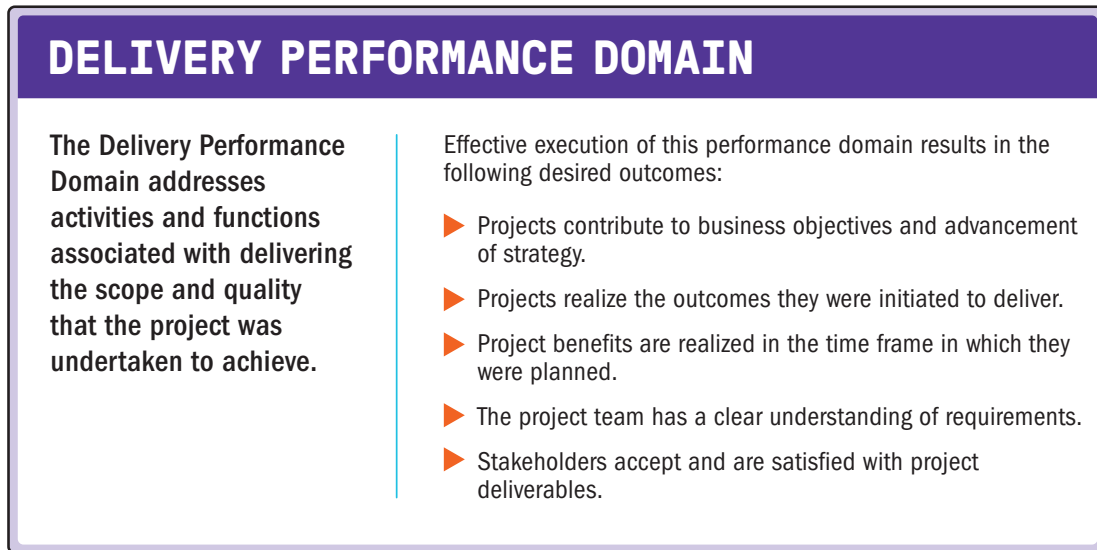 DELIVERY PERFORMANCE DOMAIN
The Delivery Performance
Domain addresses
activities and functions
associated with delivering
the scope and quality
that the project was
undertaken to achieve.
Effective execution of this performance domain results in the
following desired outcomes:
Projects contribute to business objectives and advancement
of strategy.
Projects realize the outcomes they were initiated to deliver.
Project benefits are realized in the time frame in which they
were planned.
The project team has a clear understanding of requirements.
Stakeholders accept and are satisfied with project
deliverables.